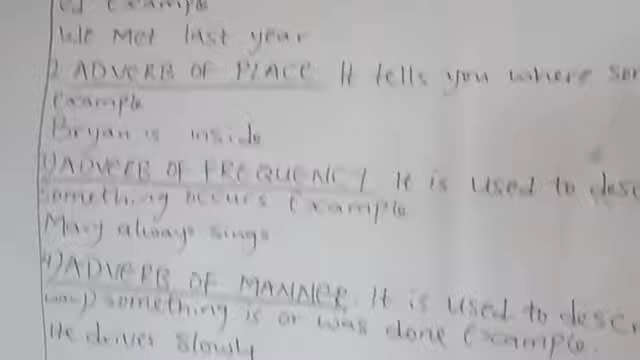 Example
We met last year
2 ADVERB OF PLACE It tells you where
Example
Bryan is inside
ADVERB OF FREQUENCY It is used to
Something occurs Example
Mary always sings
4) ADVERB OF MANNER. It is used to
way) something is or was done Example.
He drives slowly